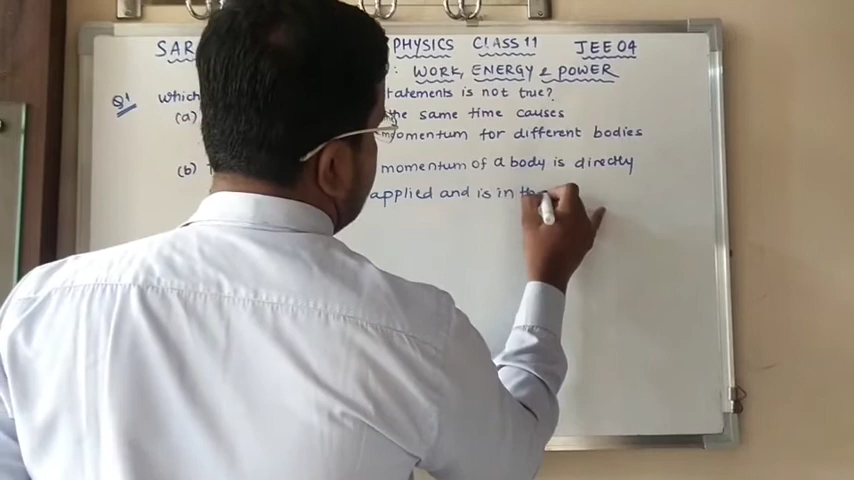 SAR PHYSICS CLASS 11 JEE 04
WORK, ENERGY & POWER
Q1 Which statements is not true?
(a) the same time causes
momentum for different bodies
(b) momentum of a body is directly
applied and is in the